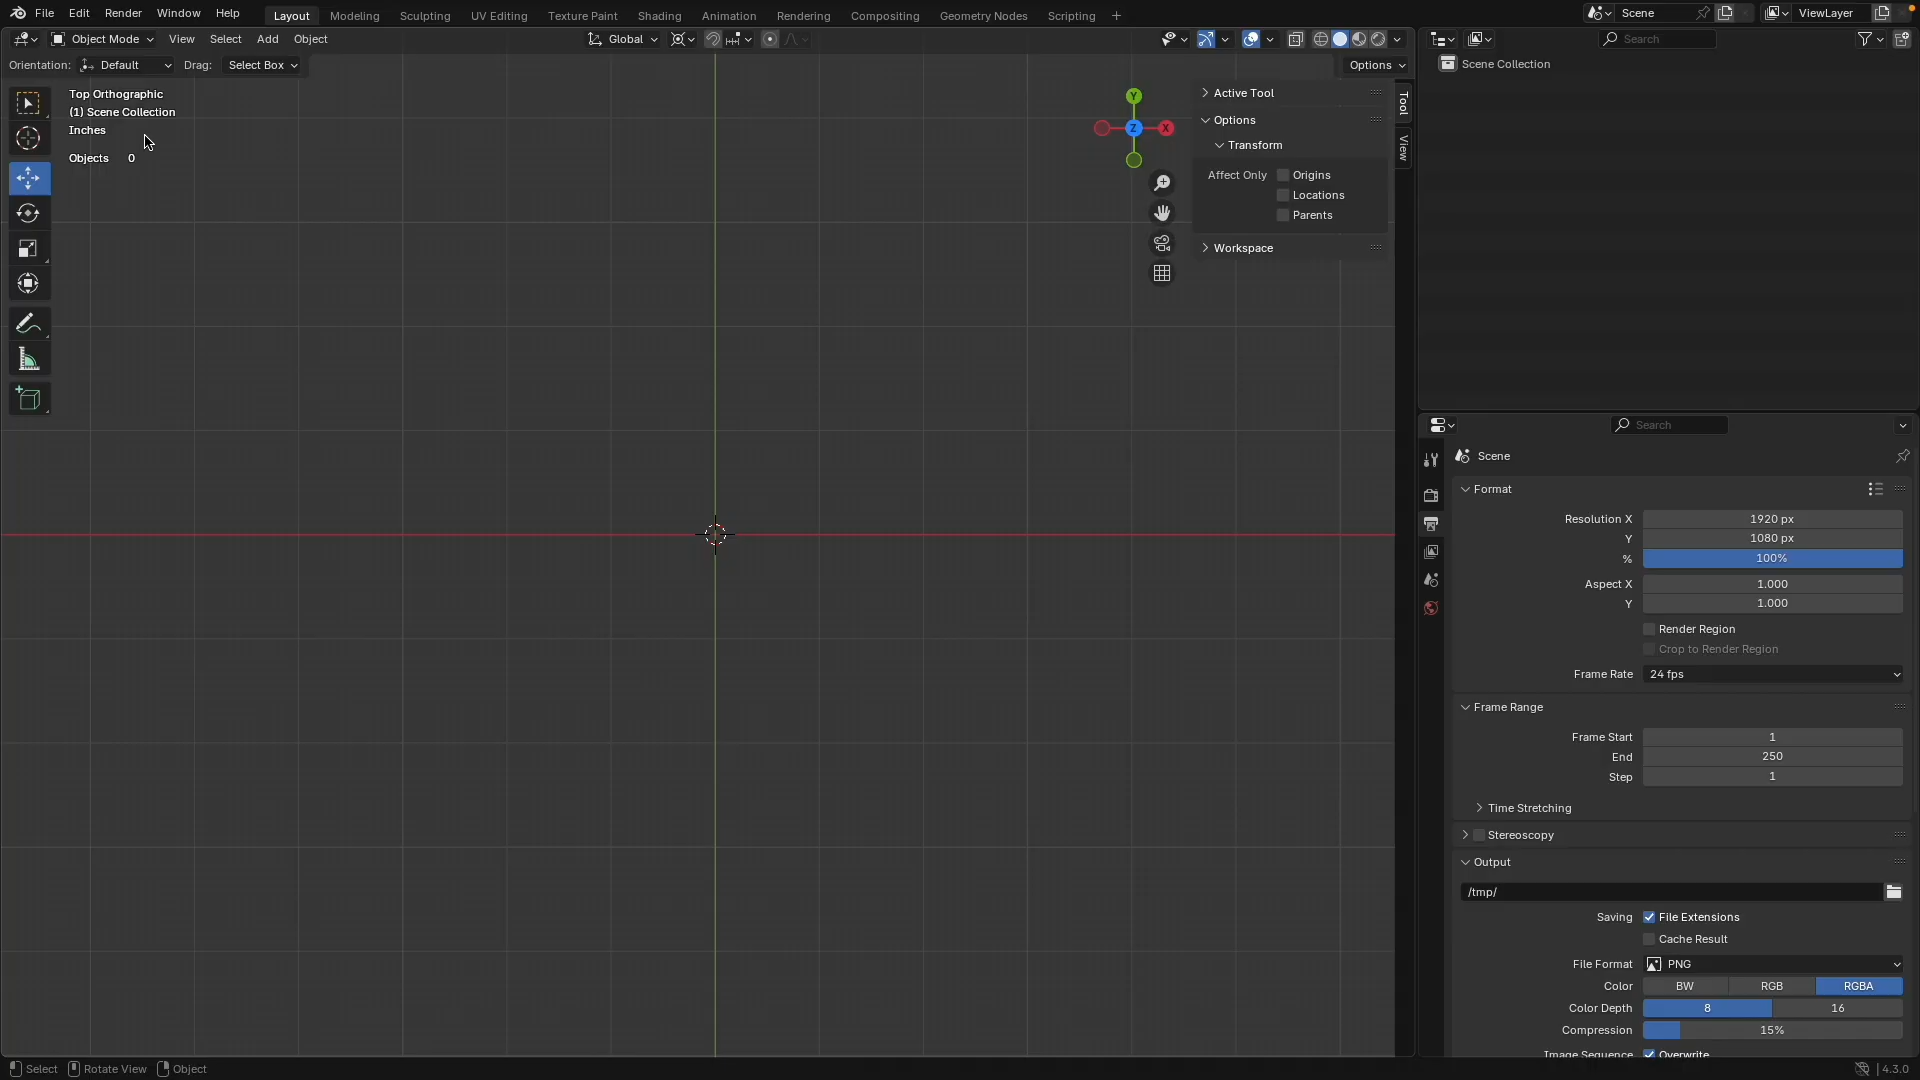 File Edit Render Window Help Layout Modeling Sculpting UV Editing Texture Paint Shading Animation Rendering Compositing Geometry Nodes Scripting + Scene ViewLayer
Object Mode View Select Add Object Global Search
Orientation: Default Drag: Select Box Options
Scene Collection
Top Orthographic
(1) Scene Collection
Inches
Objects 0
Y
Z
X
Active Tool
Options
Transform
Affect Only Origins
Locations
Parents
Workspace
Tool
View
Search
Scene
Format
Resolution X 1920 px
Y 1080 px
% 100%
Aspect X 1.000
Y 1.000
Render Region
Crop to Render Region
Frame Rate 24 fps
Frame Range
Frame Start 1
End 250
Step 1
Time Stretching
Stereoscopy
Output
/tmp/
Saving File Extensions
Cache Result
File Format PNG
Color BW RGB RGBA
Color Depth 8 16
Compression 15%
Image Sequence Overwrite
Select Rotate View Object 4.3.0